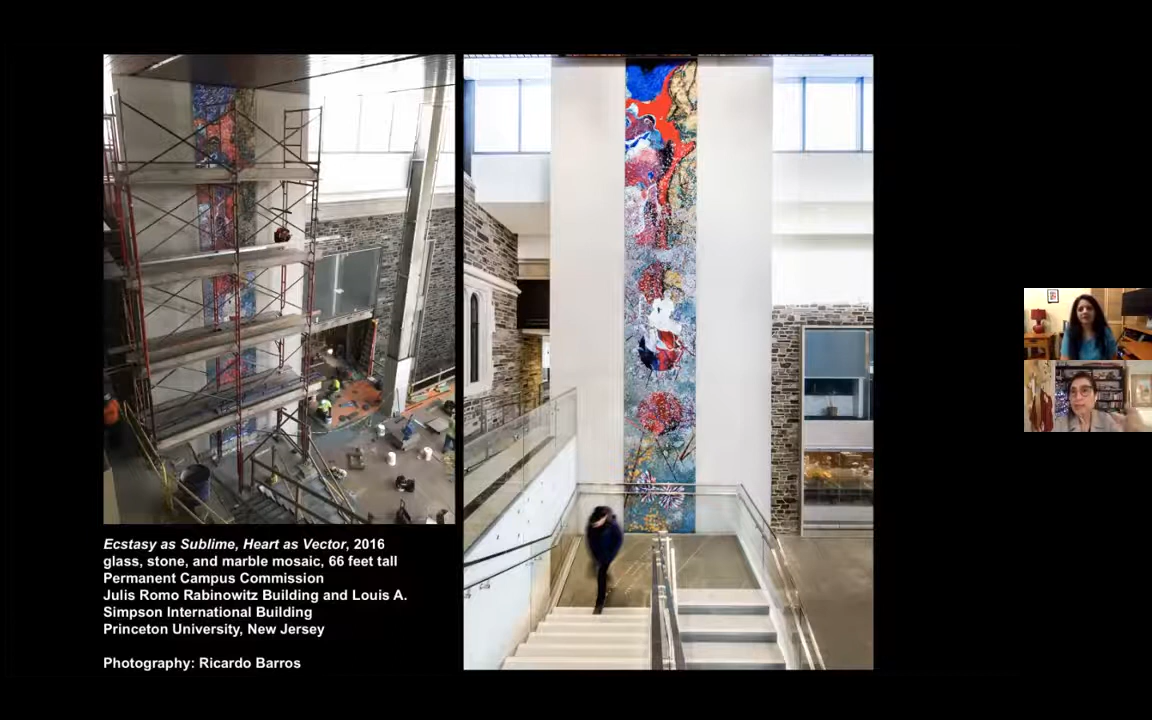 Ecstasy as Sublime, Heart as Vector, 2016
glass, stone, and marble mosaic, 66 feet tall
Permanent Campus Commission
Julis Romo Rabinowitz Building and Louis A.
Simpson International Building
Princeton University, New Jersey
Photography: Ricardo Barros